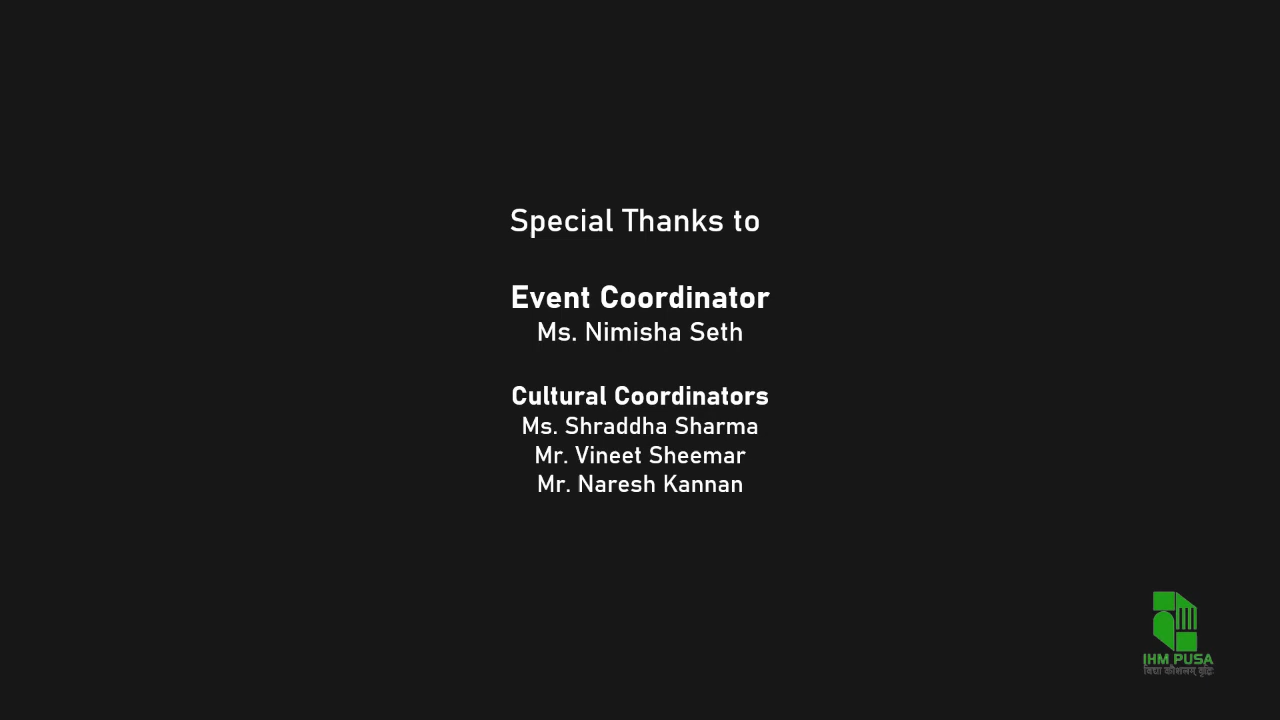 Special Thanks to
Event Coordinator
Ms. Nimisha Seth
Cultural Coordinators
Ms. Shraddha Sharma
Mr. Vineet Sheemar
Mr. Naresh Kannan
IHM PUSA
विद्या कौशलम्